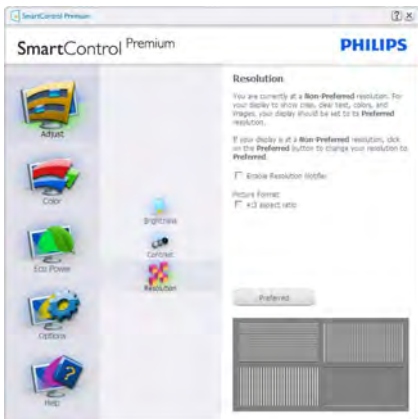 SmartControl Premium
SmartControl Premium
PHILIPS
Adjust
Color
Eco Power
Options
Help
Brightness
Contrast
Resolution
Resolution
You are currently at a Non-Preferred resolution. For
your display to show crisp, clear text, colors, and
images, your display should be set to its Preferred
resolution.
If your display is at a Non-Preferred resolution, click
on the Preferred button to change your resolution to
Preferred.
Enable Resolution Notifier
Picture Format
4:3 aspect ratio
Preferred